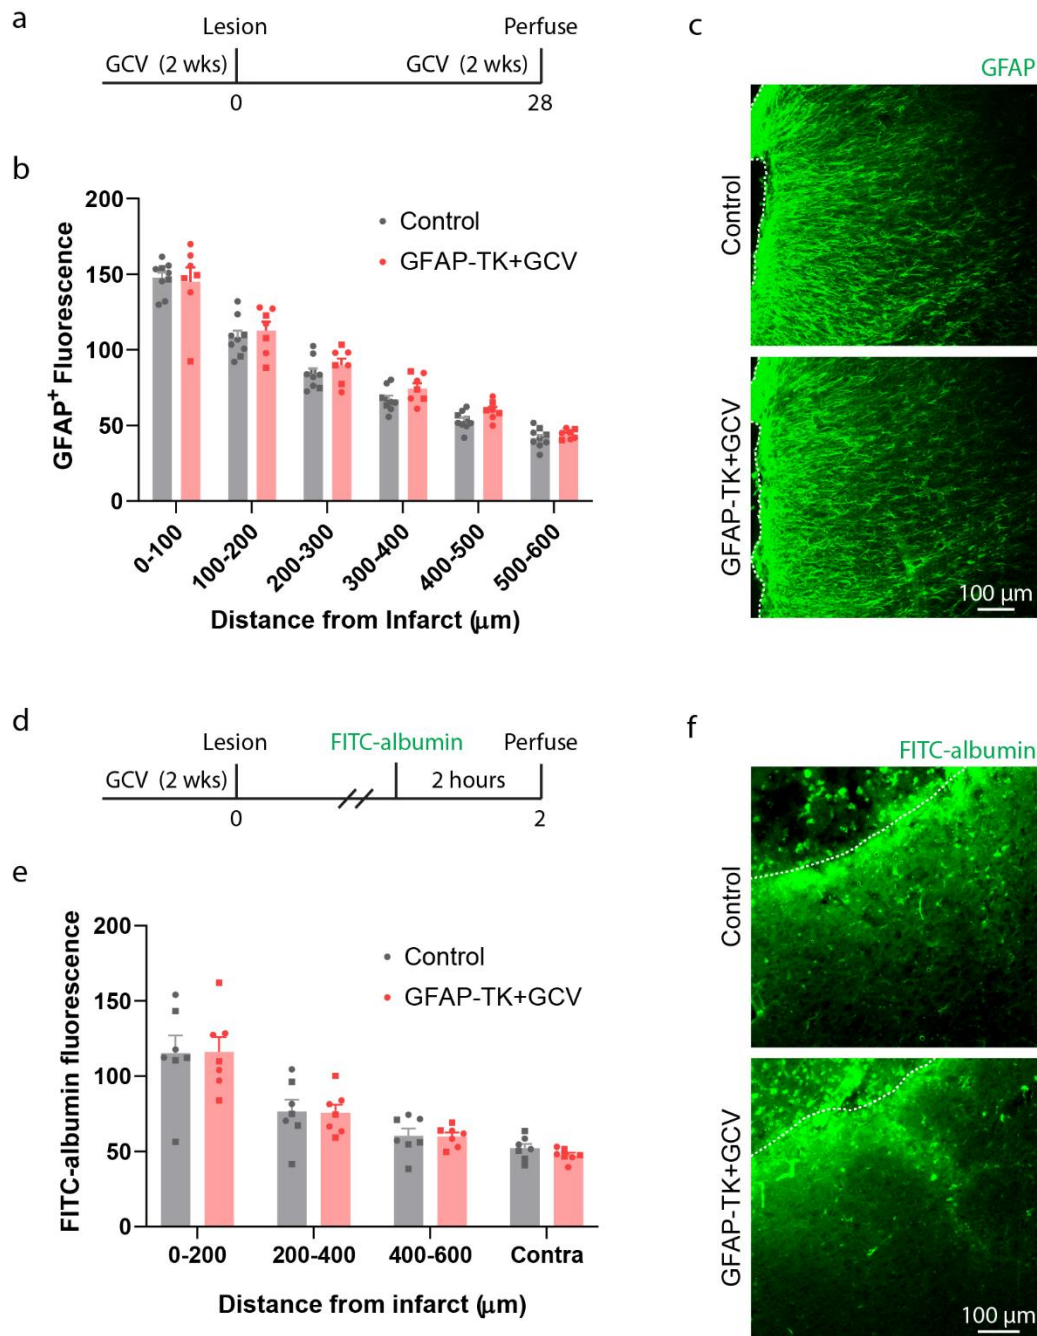 a
Lesion
Perfuse
GCV (2 wks)
GCV (2 wks)
0
28
b
200
150
100
50
0
GFAP+ Fluorescence
Control
GFAP-TK+GCV
0-100
100-200
200-300
300-400
400-500
500-600
Distance from Infarct (μm)
c
GFAP
Control
GFAP-TK+GCV
100 μm
d
Lesion
FITC-albumin
Perfuse
GCV (2 wks)
2 hours
0
2
e
200
150
100
50
0
FITC-albumin fluorescence
Control
GFAP-TK+GCV
0-200
200-400
400-600
Contra
Distance from infarct (μm)
f
FITC-albumin
Control
GFAP-TK+GCV
100 μm